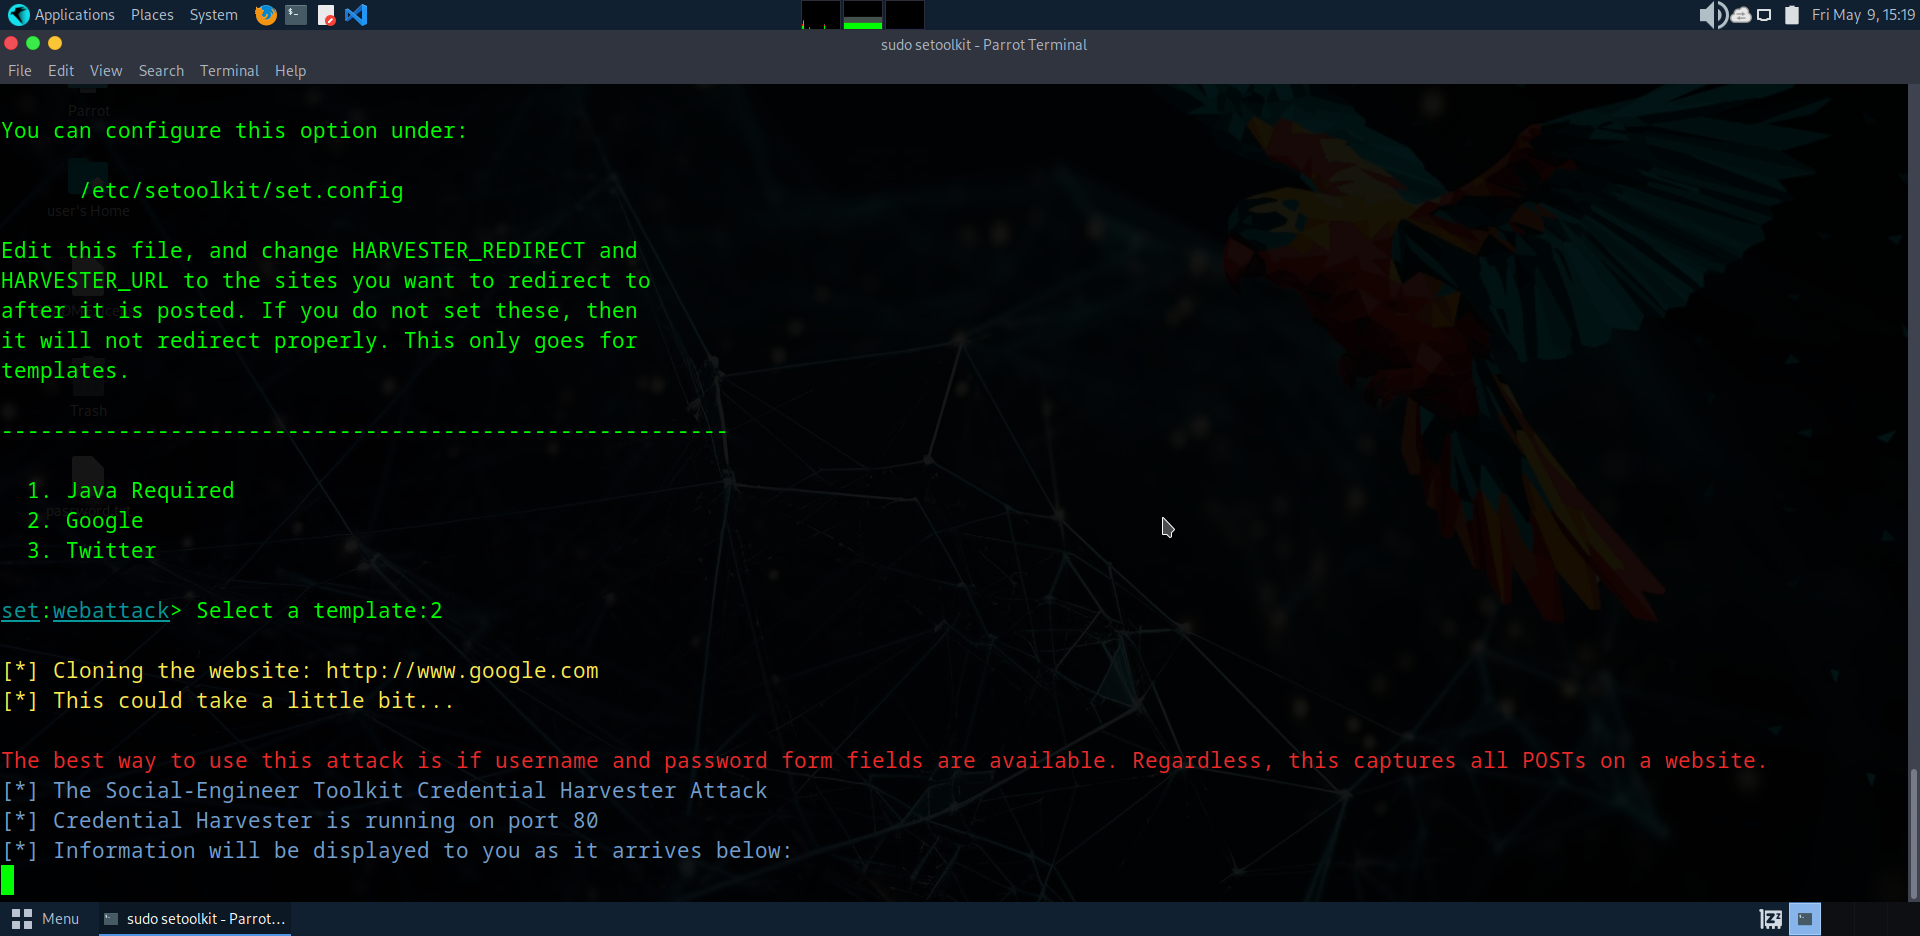 Applications Places System Fri May 9, 15:19
sudo setoolkit - Parrot Terminal
File Edit View Search Terminal Help
Parrot
You can configure this option under:
/etc/setoolkit/set.config
user's Home
Edit this file, and change HARVESTER_REDIRECT and
HARVESTER_URL to the sites you want to redirect to
after it is posted. If you do not set these, then
it will not redirect properly. This only goes for
templates.
Trash
--------------------------------------------------------
1. Java Required
2. Google
3. Twitter
set:webattack> Select a template:2
[*] Cloning the website: http://www.google.com
[*] This could take a little bit...
The best way to use this attack is if username and password form fields are available. Regardless, this captures all POSTs on a website.
[*] The Social-Engineer Toolkit Credential Harvester Attack
[*] Credential Harvester is running on port 80
[*] Information will be displayed to you as it arrives below:
Menu sudo setoolkit - Parrot...